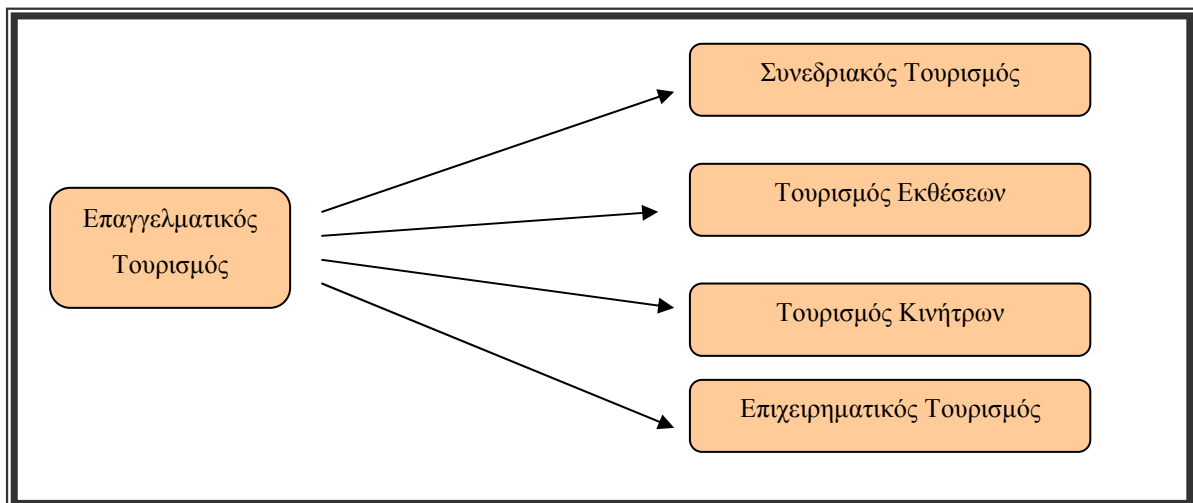 Επαγγελματικός
Τουρισμός
Συνεδριακός Τουρισμός
Τουρισμός Εκθέσεων
Τουρισμός Κινήτρων
Επιχειρηματικός Τουρισμός